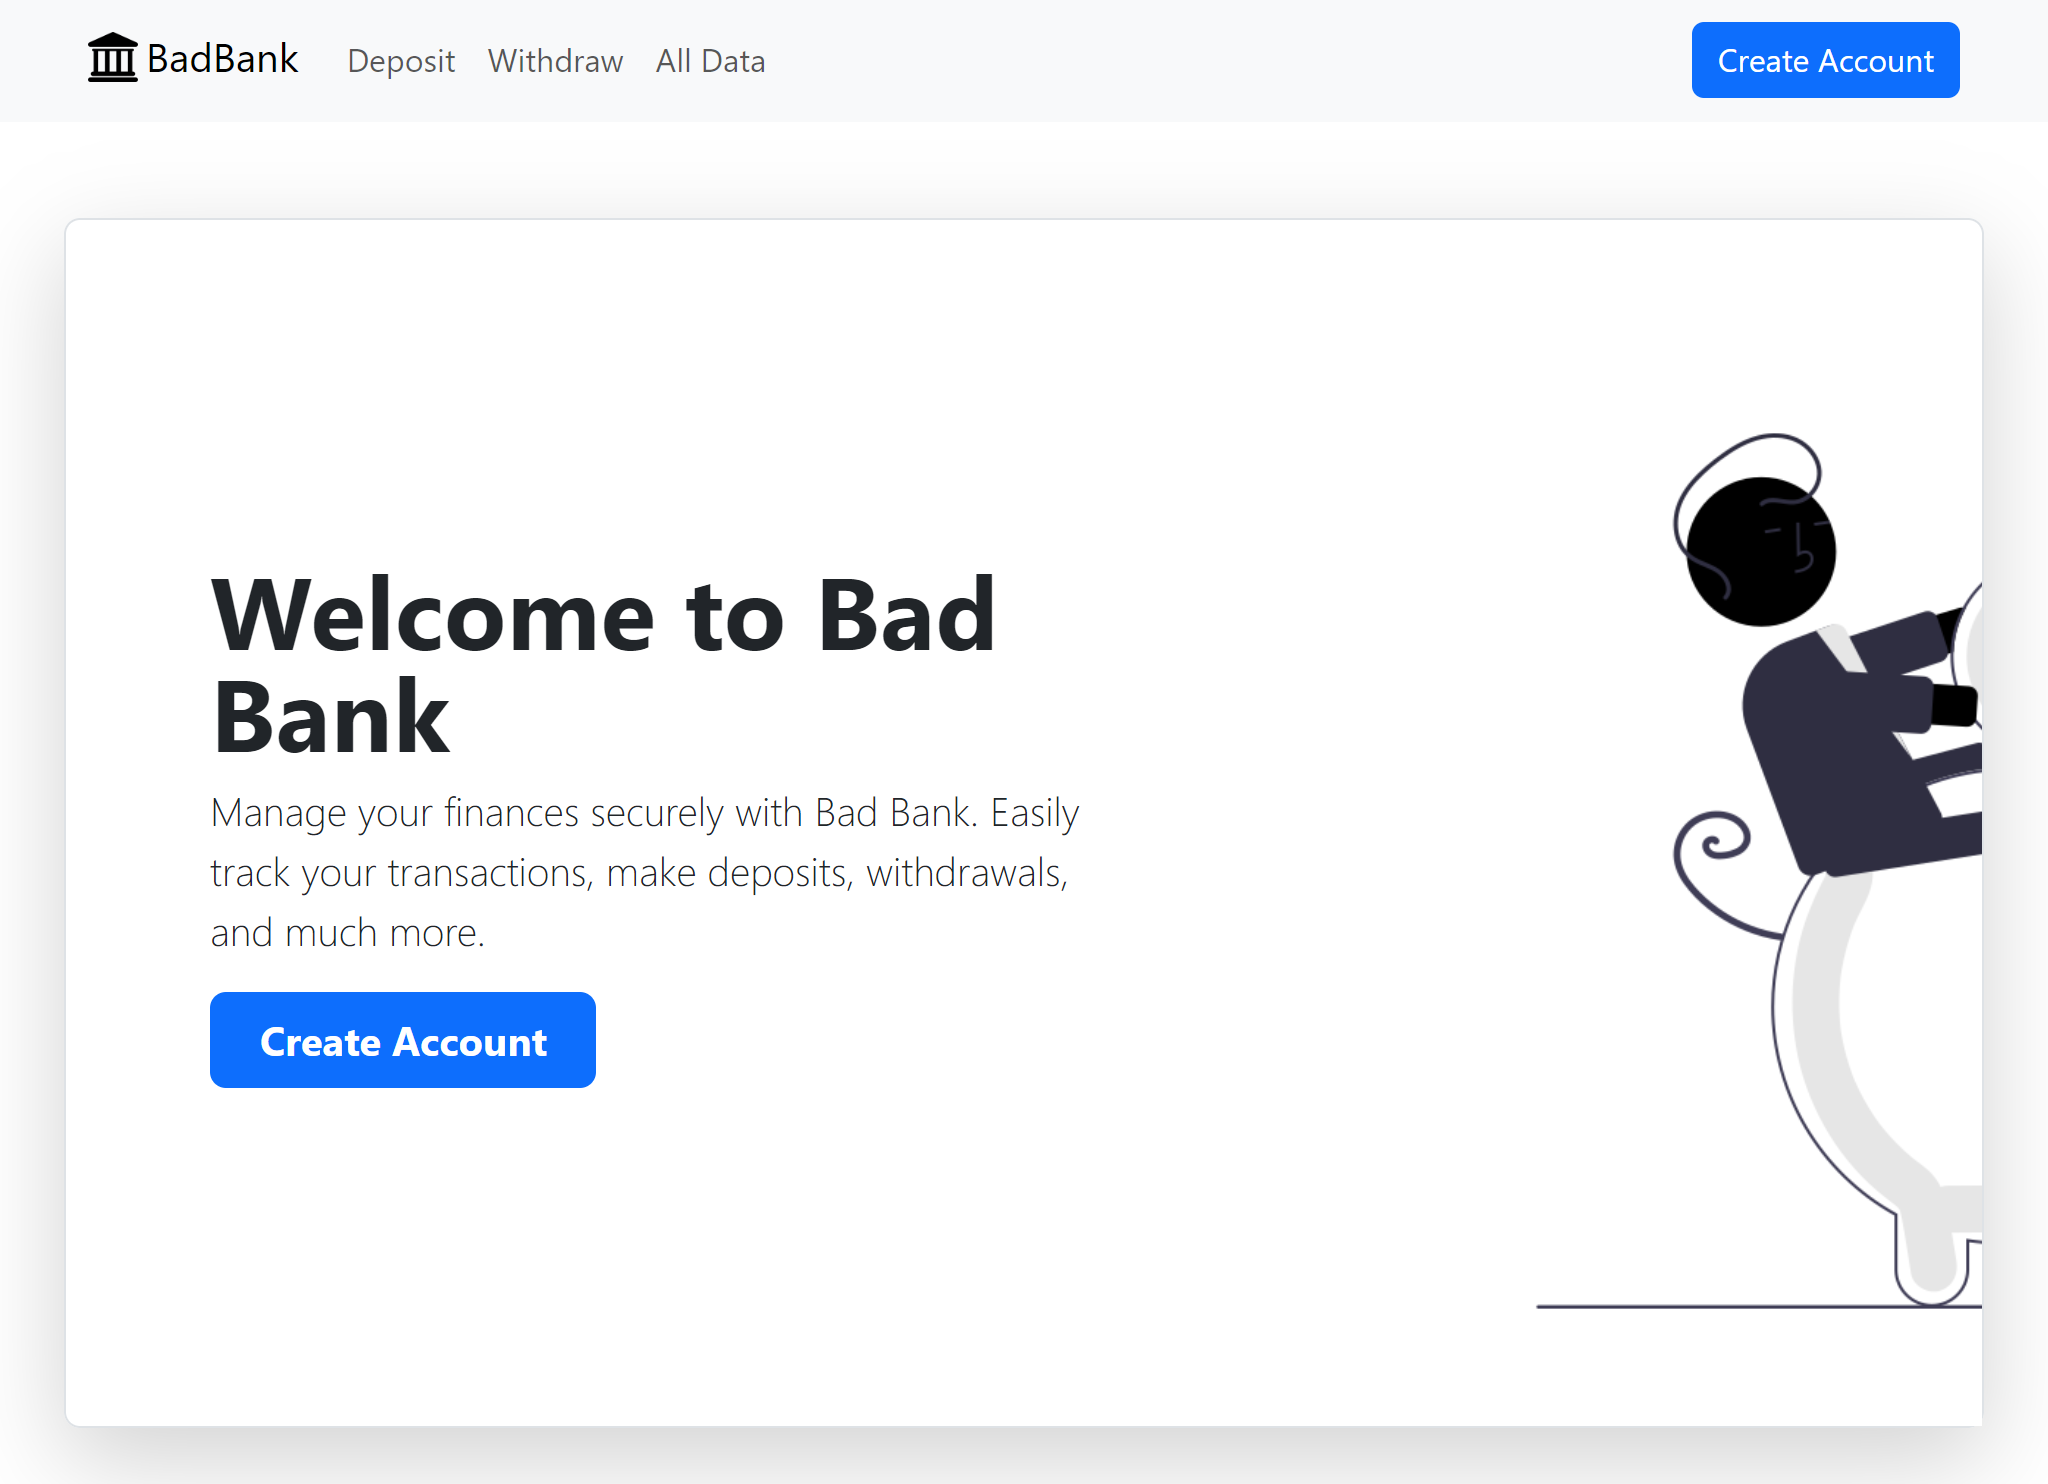 BadBank
Deposit
Withdraw
All Data
Create Account
Welcome to Bad
Bank
Manage your finances securely with Bad Bank. Easily
track your transactions, make deposits, withdrawals,
and much more.
Create Account